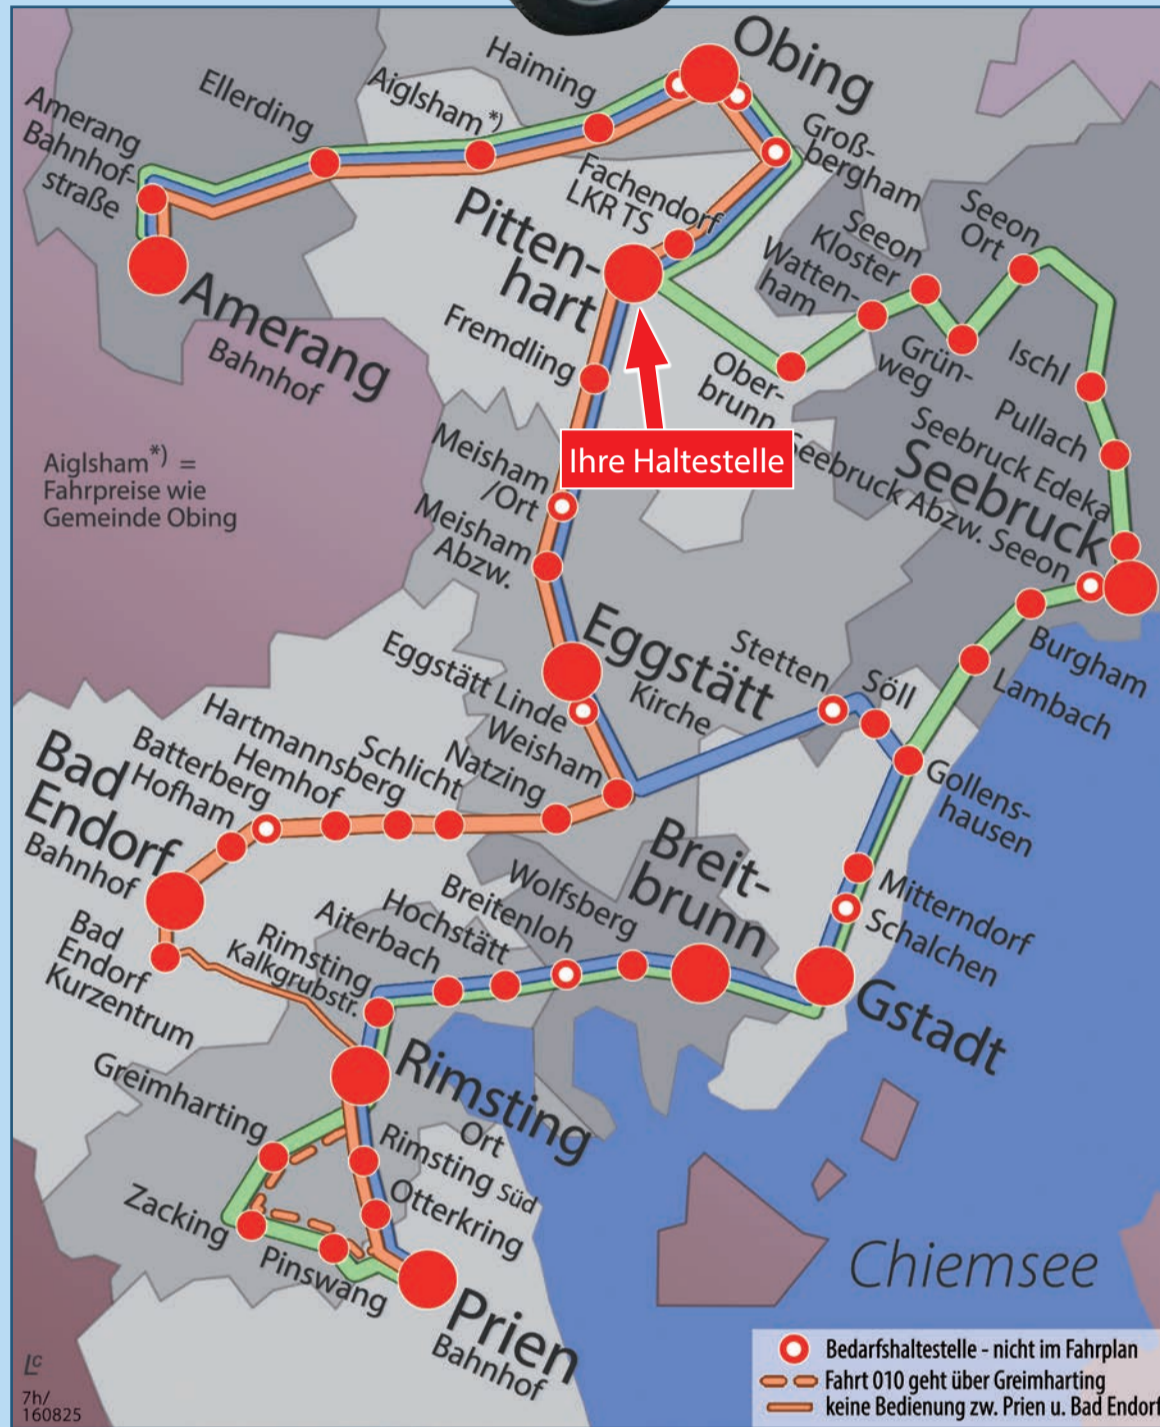 Obing
Haiming
Aiglsham*)
Ellerding
Amerang
Bahnhof-
straße
Groß-
bergham
Fachendorf
LKR TS
Pitten-
hart
Seeon
Ort
Seeon
Kloster
Watten-
ham
Amerang
Bahnhof
Fremdling
Ober-
brunn
Grün-
weg
Ischl
Pullach
Ihre Haltestelle
Seebruck Edeka
Seebruck
Seebruck Abzw. Seeon
Aiglsham*) =
Fahrpreise wie
Gemeinde Obing
Meisham
/Ort
Meisham
Abzw.
Eggstätt
Kirche
Stetten
Söll
Burgham
Lambach
Eggstätt Linde
Weisham
Natzing
Schlicht
Hartmannsberg
Hemhof
Batterberg
Hofham
Bad
Endorf
Bahnhof
Gollens-
hausen
Breit-
brunn
Mitterndorf
Schalchen
Wolfsberg
Breitenloh
Hochstätt
Aiterbach
Rimsting
Kalkgrubstr.
Bad
Endorf
Kurzentrum
Gstadt
Rimsting
Ort
Greimharting
Rimsting Süd
Otterkring
Zacking
Pinswang
Prien
Bahnhof
Chiemsee
Bedarfshaltestelle - nicht im Fahrplan
Fahrt 010 geht über Greimharting
keine Bedienung zw. Prien u. Bad Endorf
LC
7h/
160825